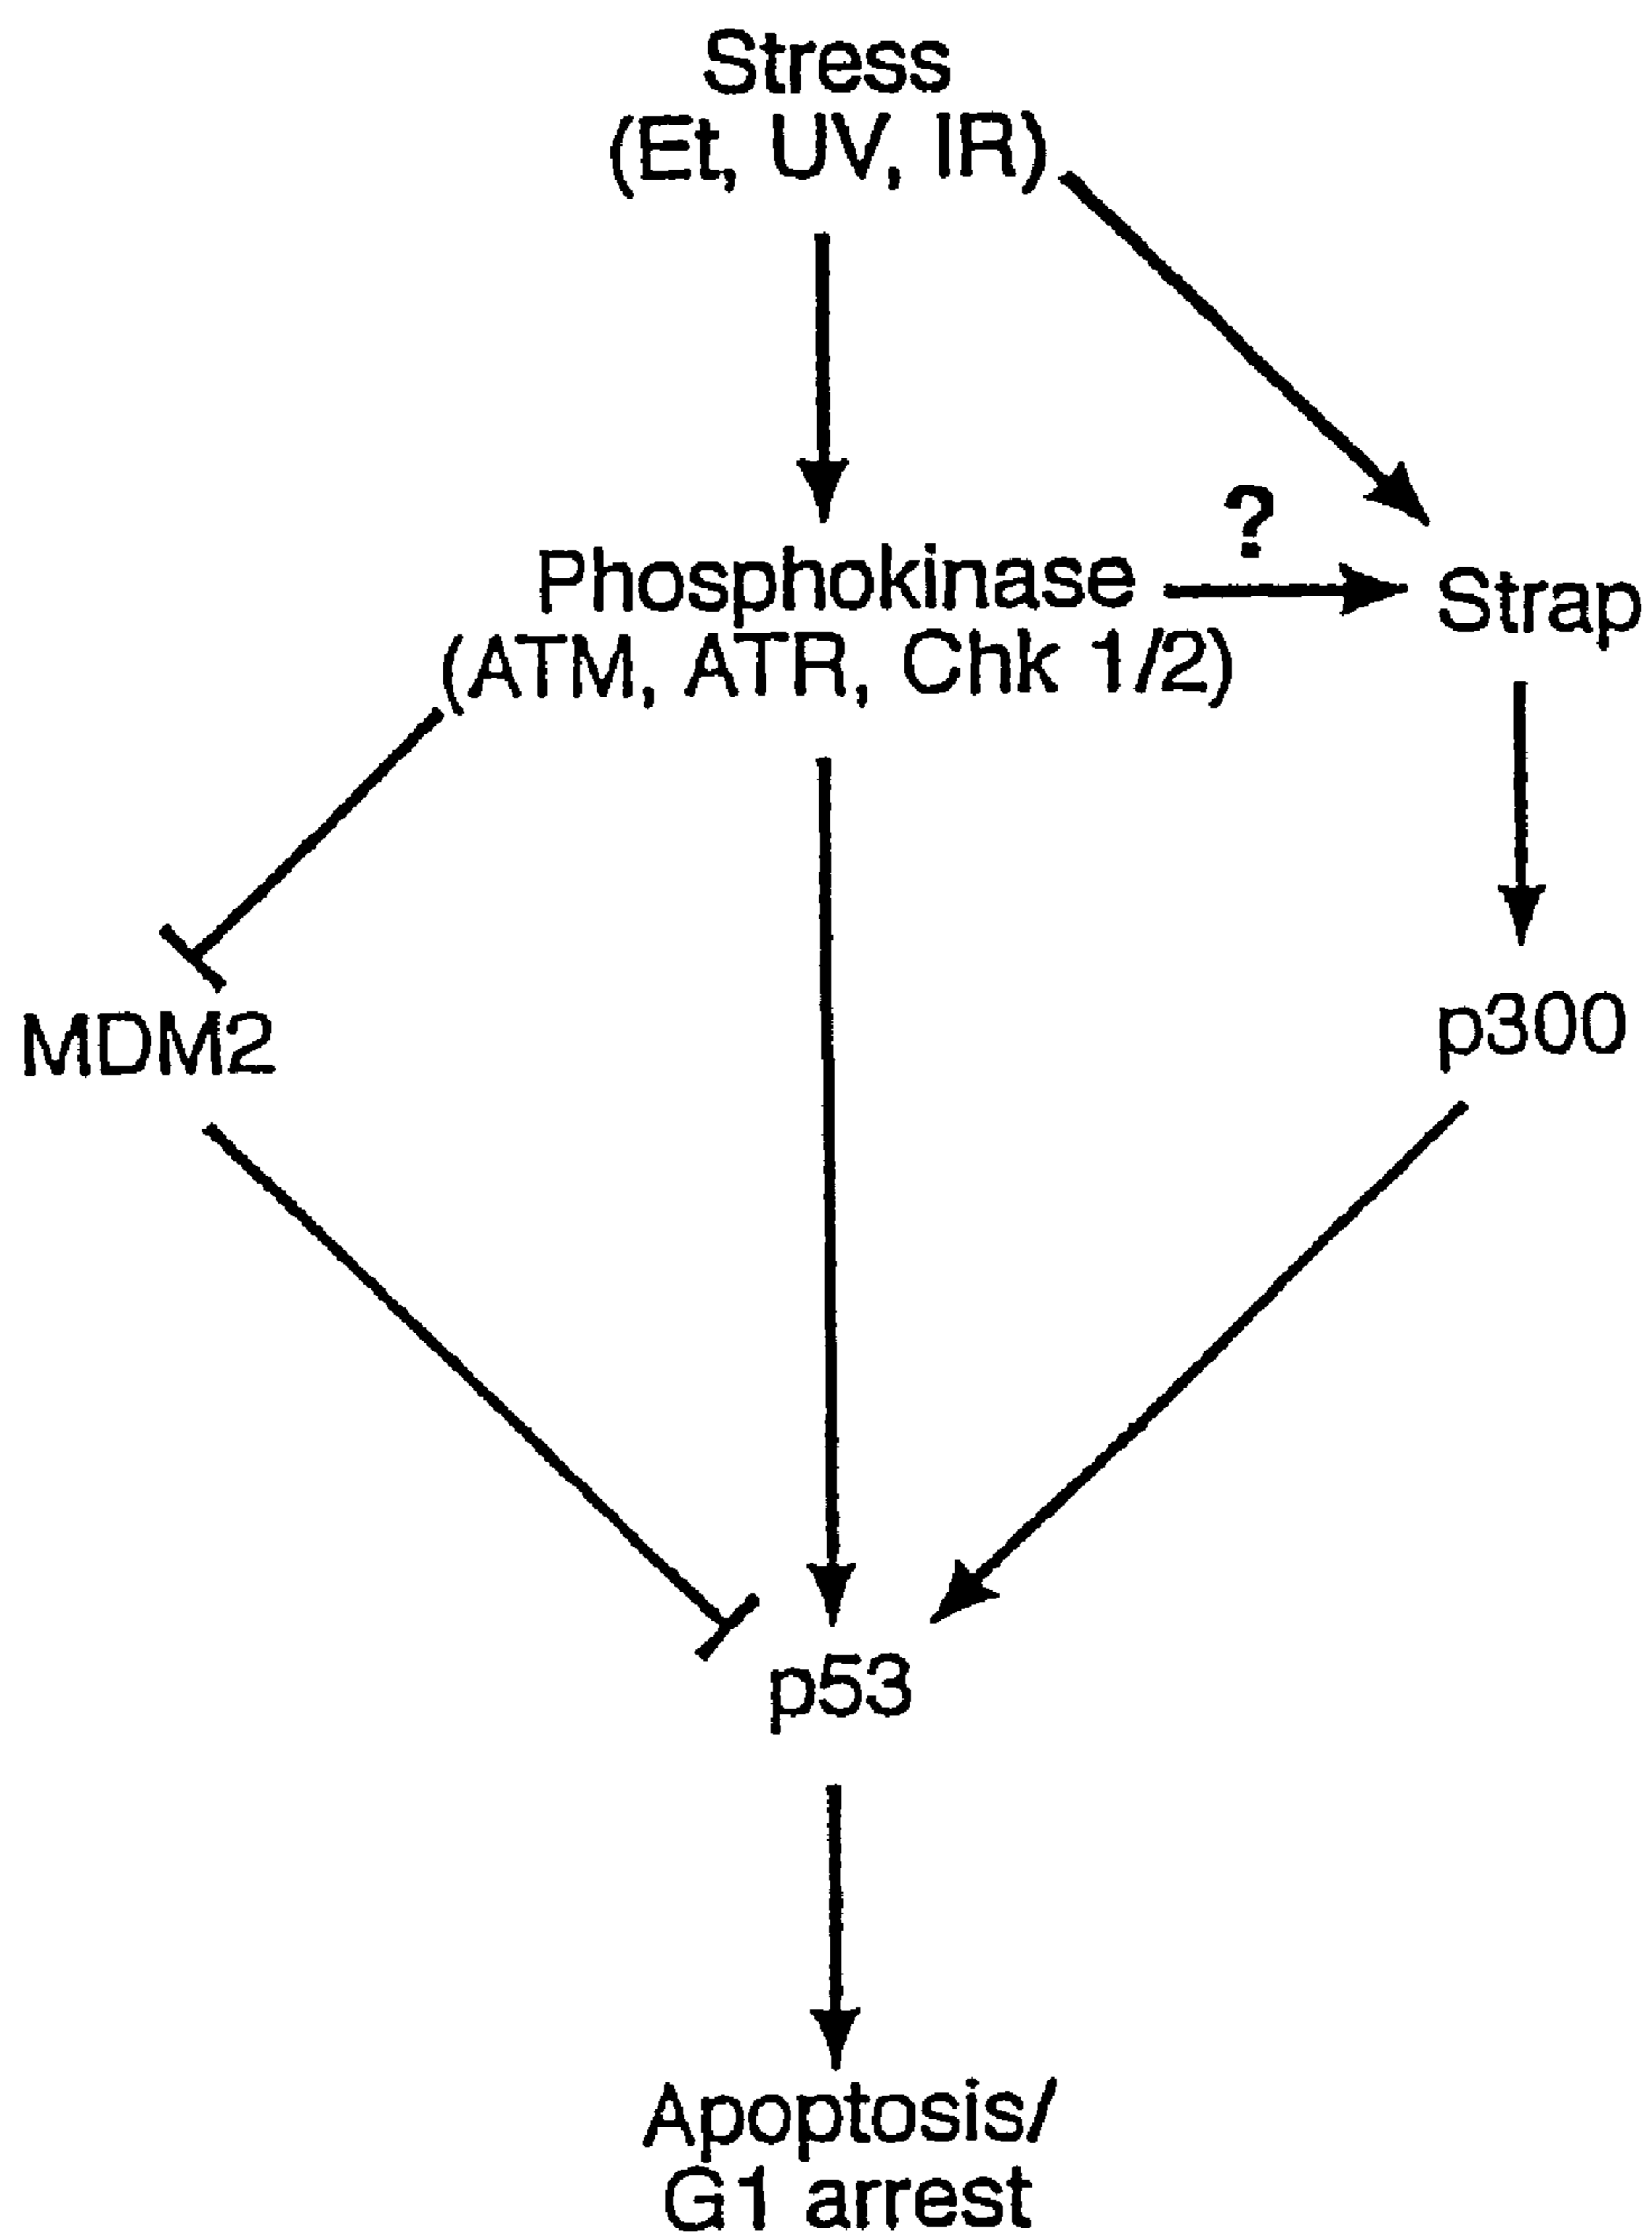 Stress
(Et, UV, IR)
?
Phosphokinase
Strap
(ATM, ATR, Chk 1/2)
MDM2
p300
p53
Apoptosis/
G1 arrest